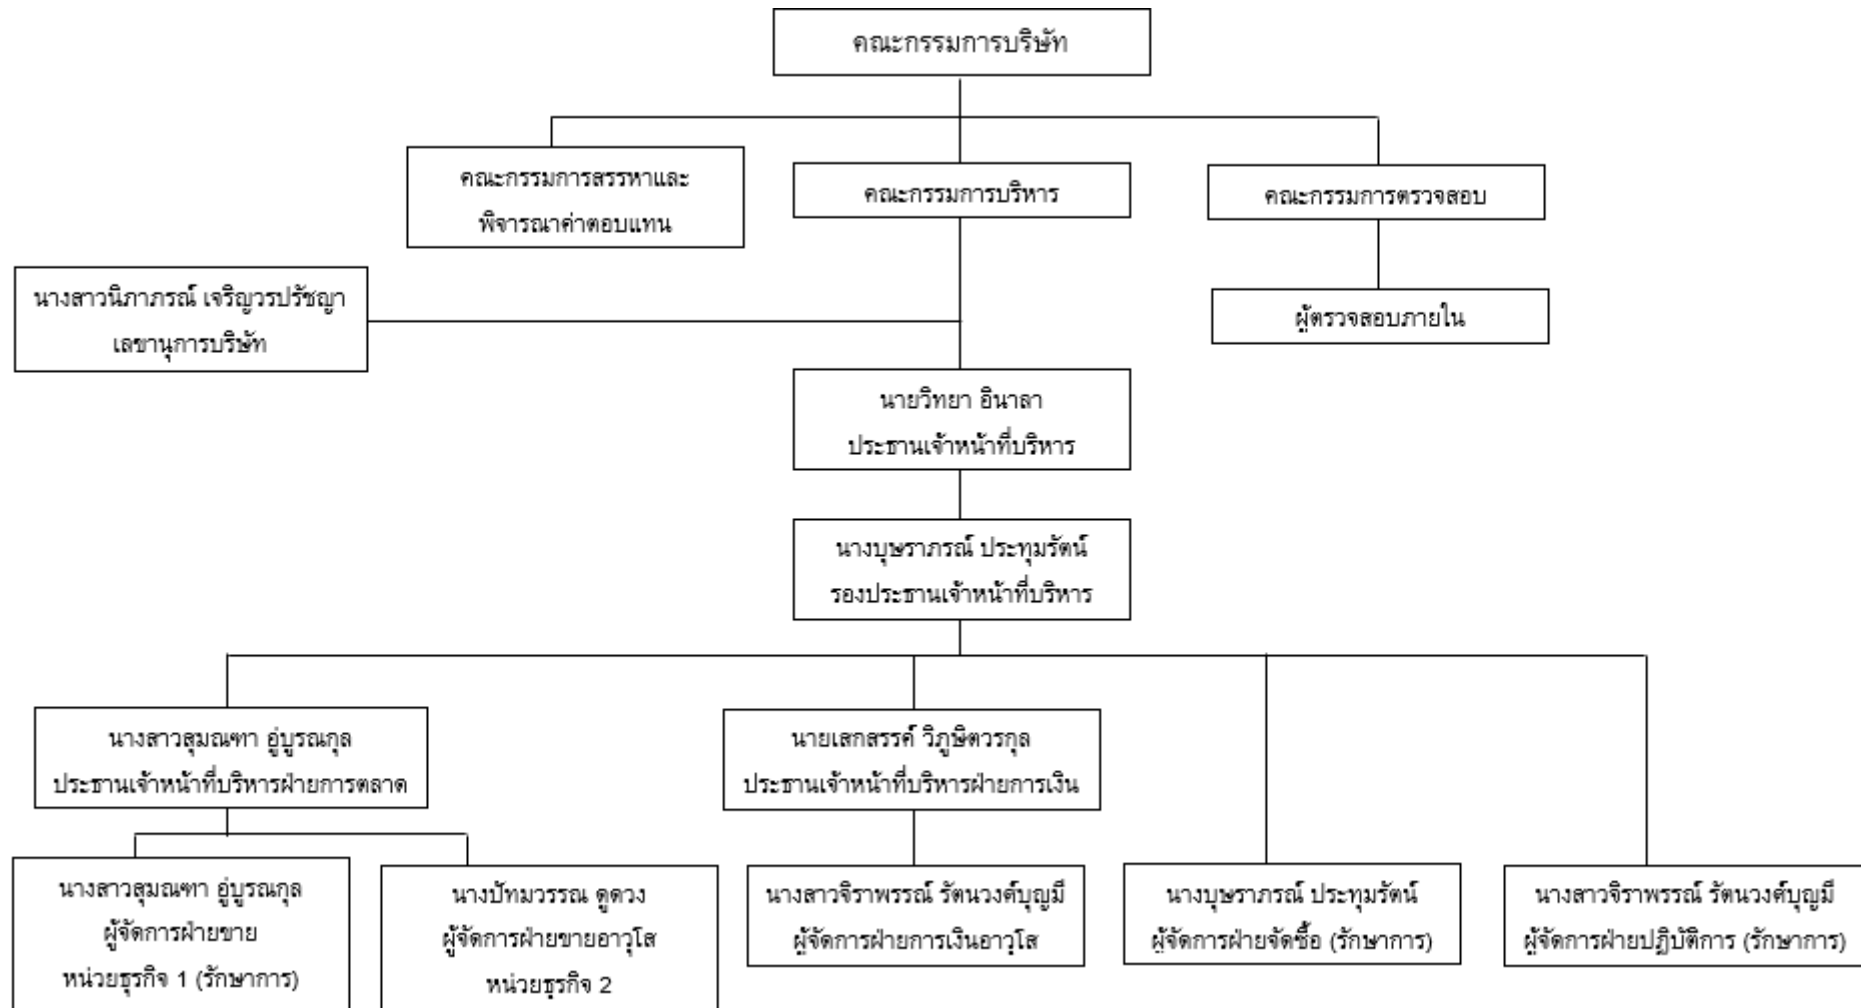 คณะกรรมการบริษัท
คณะกรรมการสรรหาและ
พิจารณาค่าตอบแทน
คณะกรรมการบริหาร
คณะกรรมการตรวจสอบ
นางสาวนิภาภรณ์ เจริญวรปรัชญา
เลขานุการบริษัท
ผู้ตรวจสอบภายใน
นายวิทยา อินาลา
ประธานเจ้าหน้าที่บริหาร
นางบุษราภรณ์ ประทุมรัตน์
รองประธานเจ้าหน้าที่บริหาร
นางสาวสุมณฑา อู่บูรณกุล
ประธานเจ้าหน้าที่บริหารฝ่ายการตลาด
นายเสกสรรค์ วิภูษิตวรกุล
ประธานเจ้าหน้าที่บริหารฝ่ายการเงิน
นางสาวสุมณฑา อู่บูรณกุล
ผู้จัดการฝ่ายขาย
หน่วยธุรกิจ 1 (รักษาการ)
นางปัทมวรรณ ดูดวง
ผู้จัดการฝ่ายขายอาวุโส
หน่วยธุรกิจ 2
นางสาวจิราพรรณ์ รัตนวงศ์บุญมี
ผู้จัดการฝ่ายการเงินอาวุโส
นางบุษราภรณ์ ประทุมรัตน์
ผู้จัดการฝ่ายจัดซื้อ (รักษาการ)
นางสาวจิราพรรณ์ รัตนวงศ์บุญมี
ผู้จัดการฝ่ายปฏิบัติการ (รักษาการ)